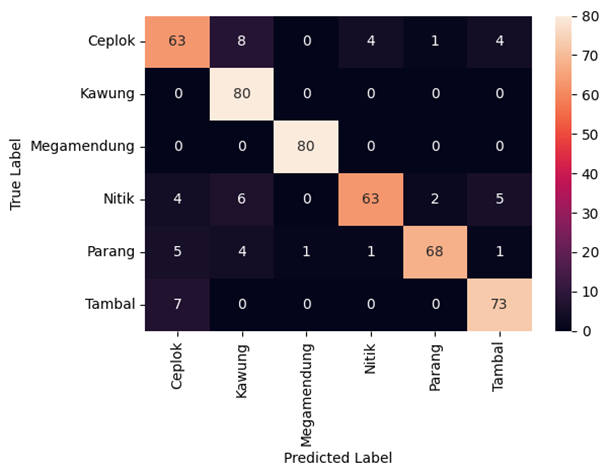 Ceplok 63 8 0 4 1 4
Kawung 0 80 0 0 0 0
Megamendung 0 0 80 0 0 0
Nitik 4 6 0 63 2 5
Parang 5 4 1 1 68 1
Tambal 7 0 0 0 0 73
True Label
Ceplok Kawung Megamendung Nitik Parang Tambal
Predicted Label
80
70
60
50
40
30
20
10
0